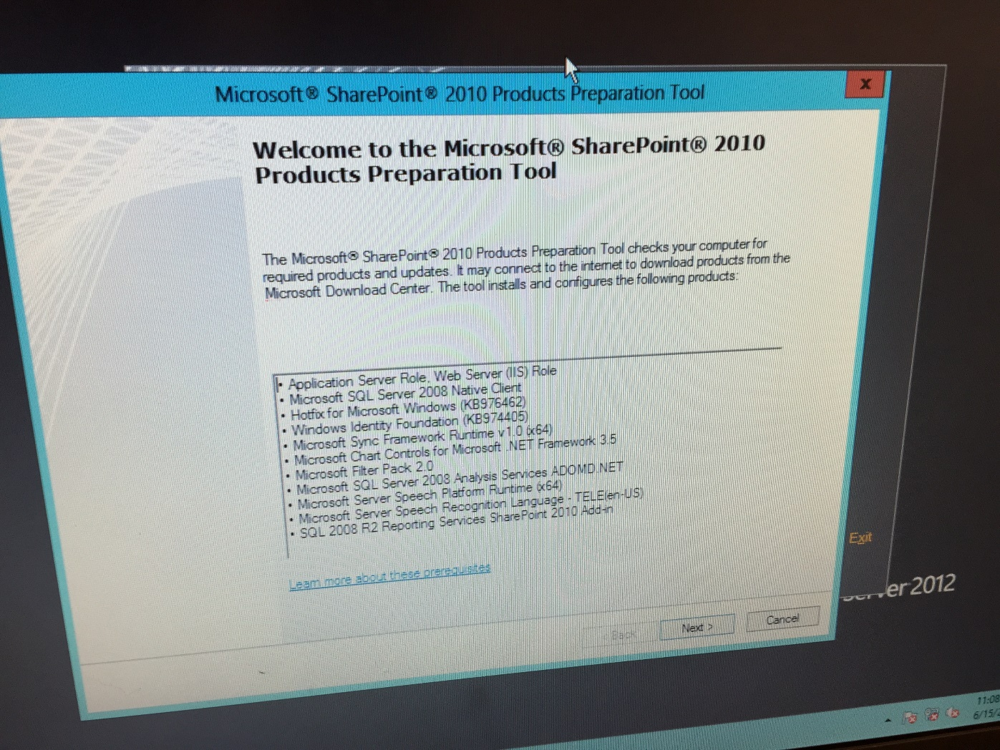 Microsoft® SharePoint® 2010 Products Preparation Tool
x
Welcome to the Microsoft® SharePoint® 2010
Products Preparation Tool
The Microsoft® SharePoint® 2010 Products Preparation Tool checks your computer for
required products and updates. It may connect to the internet to download products from the
Microsoft Download Center. The tool installs and configures the following products:
• Application Server Role, Web Server (IIS) Role
• Microsoft SQL Server 2008 Native Client
• Hotfix for Microsoft Windows (KB976462)
• Windows Identity Foundation (KB974405)
• Microsoft Sync Framework Runtime v1.0 (x64)
• Microsoft Chart Controls for Microsoft .NET Framework 3.5
• Microsoft Filter Pack 2.0
• Microsoft SQL Server 2008 Analysis Services ADOMD.NET
• Microsoft Server Speech Platform Runtime (x64)
• Microsoft Server Speech Recognition Language - TELE(en-US)
• SQL 2008 R2 Reporting Services SharePoint 2010 Add-in
Learn more about these prerequisites
< Back
Next >
Cancel
Exit
Server 2012
11:08
6/15/2